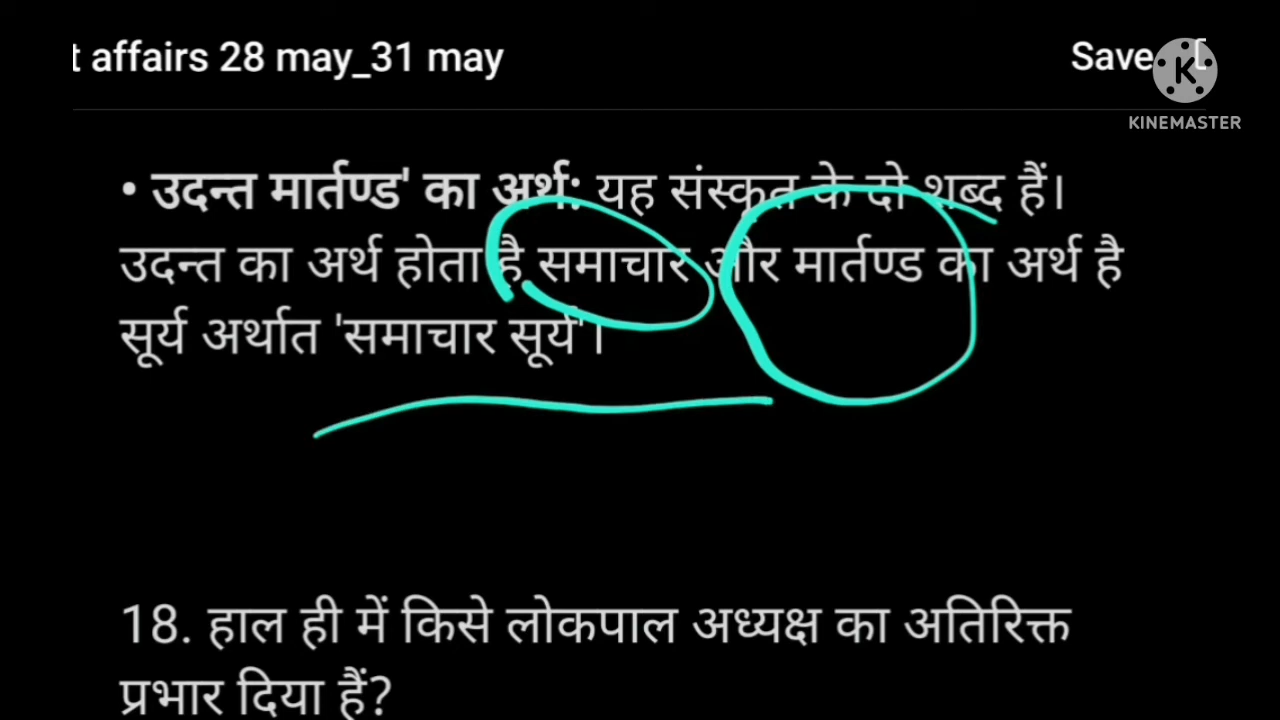 t affairs 28 may_31 may
Save
KINEMASTER
• उदन्त मार्तण्ड' का अर्थ: यह संस्कृत के दो शब्द हैं।
उदन्त का अर्थ होता है समाचार और मार्तण्ड का अर्थ है
सूर्य अर्थात 'समाचार सूर्य'।
18. हाल ही में किसे लोकपाल अध्यक्ष का अतिरिक्त
प्रभार दिया हैं?